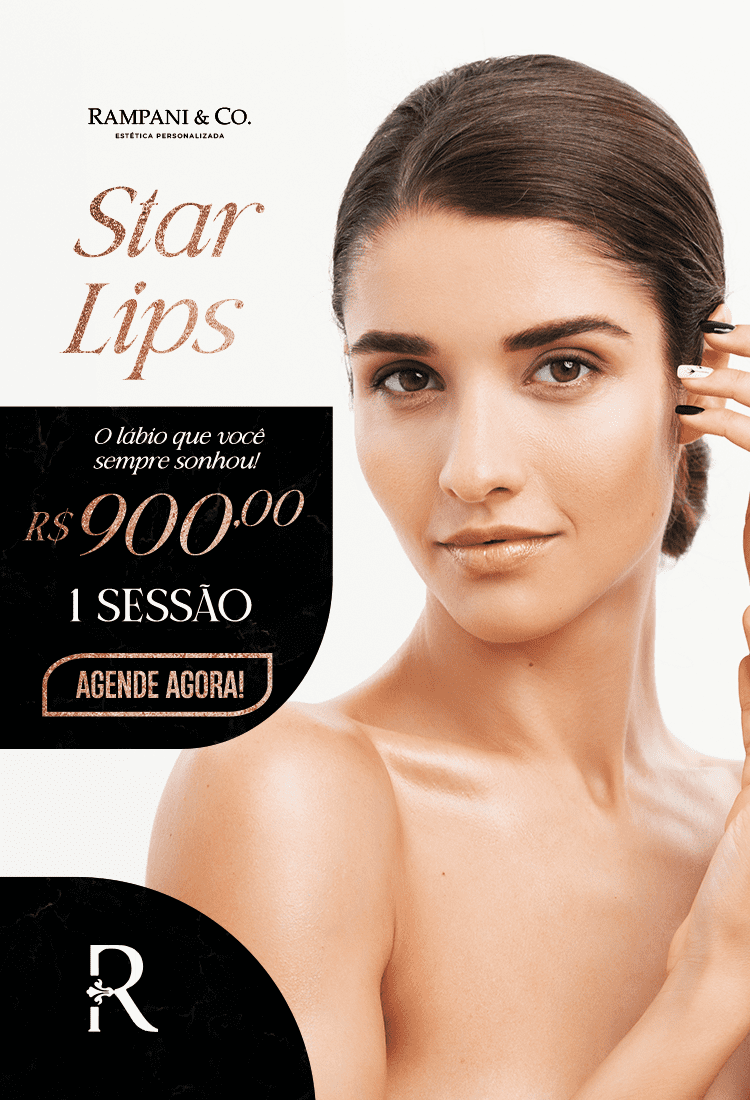 RAMPANI & CO.
ESTÉTICA PERSONALIZADA
Star
Lips
O lábio que você
sempre sonhou!
R$ 900,00
1 SESSÃO
AGENDE AGORA!
R